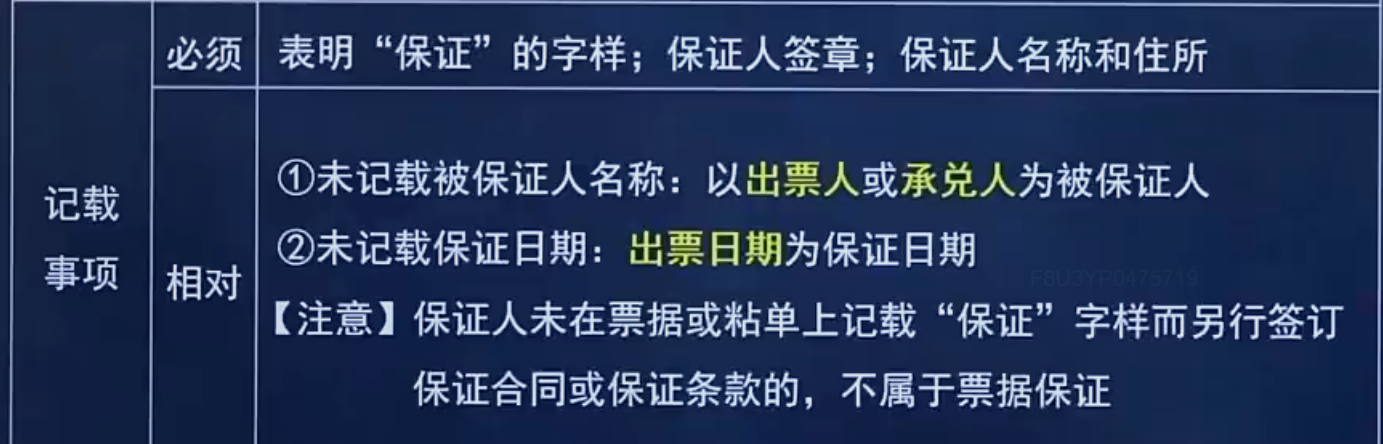 必须
表明“保证”的字样；保证人签章；保证人名称和住所
记载
事项
相对
①未记载被保证人名称：以出票人或承兑人为被保证人
②未记载保证日期：出票日期为保证日期
F8U3YP0475719
【注意】保证人未在票据或粘单上记载“保证”字样而另行签订
保证合同或保证条款的，不属于票据保证